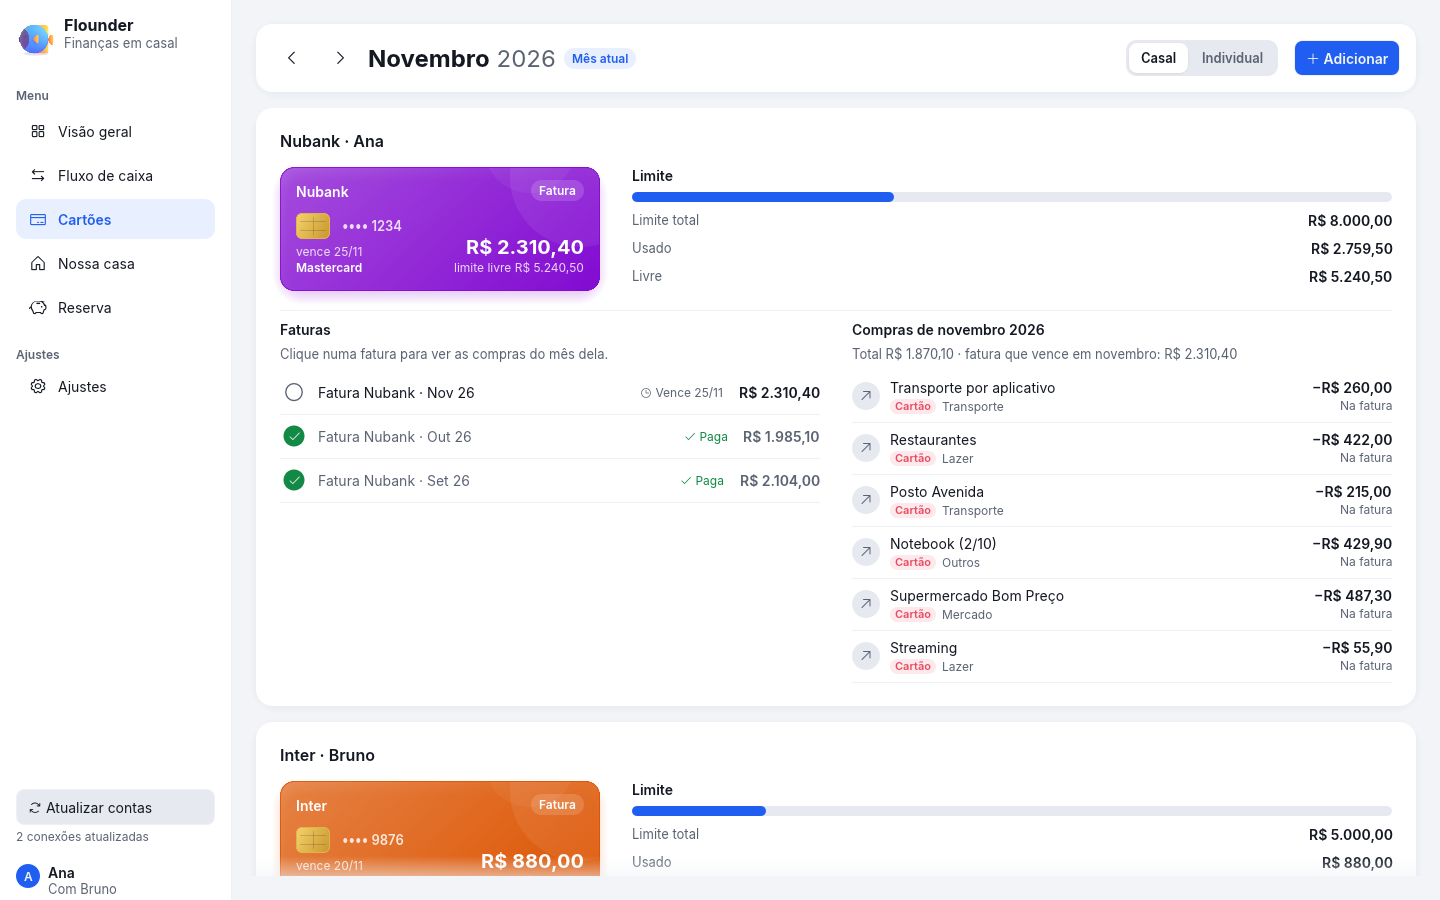 Flounder
Finanças em casal
Menu
Visão geral
Fluxo de caixa
Cartões
Nossa casa
Reserva
Ajustes
Ajustes
Atualizar contas
2 conexões atualizadas
A
Ana
Com Bruno
Novembro 2026
Mês atual
Casal
Individual
Adicionar
Nubank · Ana
Nubank
Fatura
•••• 1234
vence 25/11
R$ 2.310,40
Mastercard
limite livre R$ 5.240,50
Limite
Limite total R$ 8.000,00
Usado R$ 2.759,50
Livre R$ 5.240,50
Faturas
Clique numa fatura para ver as compras do mês dela.
Fatura Nubank · Nov 26 Vence 25/11 R$ 2.310,40
Fatura Nubank · Out 26 Paga R$ 1.985,10
Fatura Nubank · Set 26 Paga R$ 2.104,00
Compras de novembro 2026
Total R$ 1.870,10 · fatura que vence em novembro: R$ 2.310,40
Transporte por aplicativo −R$ 260,00
Cartão Transporte Na fatura
Restaurantes −R$ 422,00
Cartão Lazer Na fatura
Posto Avenida −R$ 215,00
Cartão Transporte Na fatura
Notebook (2/10) −R$ 429,90
Cartão Outros Na fatura
Supermercado Bom Preço −R$ 487,30
Cartão Mercado Na fatura
Streaming −R$ 55,90
Cartão Lazer Na fatura
Inter · Bruno
Inter
Fatura
•••• 9876
vence 20/11
R$ 880,00
Limite
Limite total R$ 5.000,00
Usado R$ 880,00